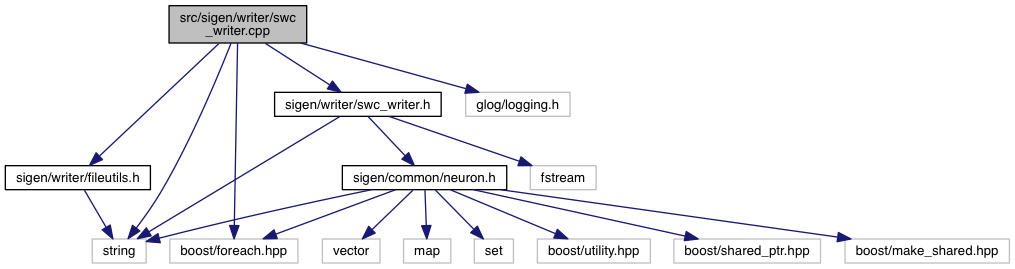 src/sigen/writer/swc
_writer.cpp
sigen/writer/swc_writer.h
glog/logging.h
sigen/writer/fileutils.h
sigen/common/neuron.h
fstream
string
boost/foreach.hpp
vector
map
set
boost/utility.hpp
boost/shared_ptr.hpp
boost/make_shared.hpp